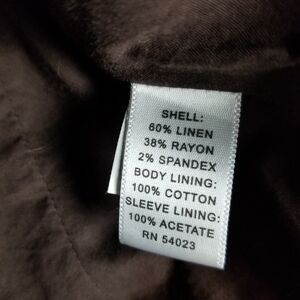 SHELL:
60% LINEN
38% RAYON
2% SPANDEX
BODY LINING:
100% COTTON
SLEEVE LINING:
100% ACETATE
RN 54023